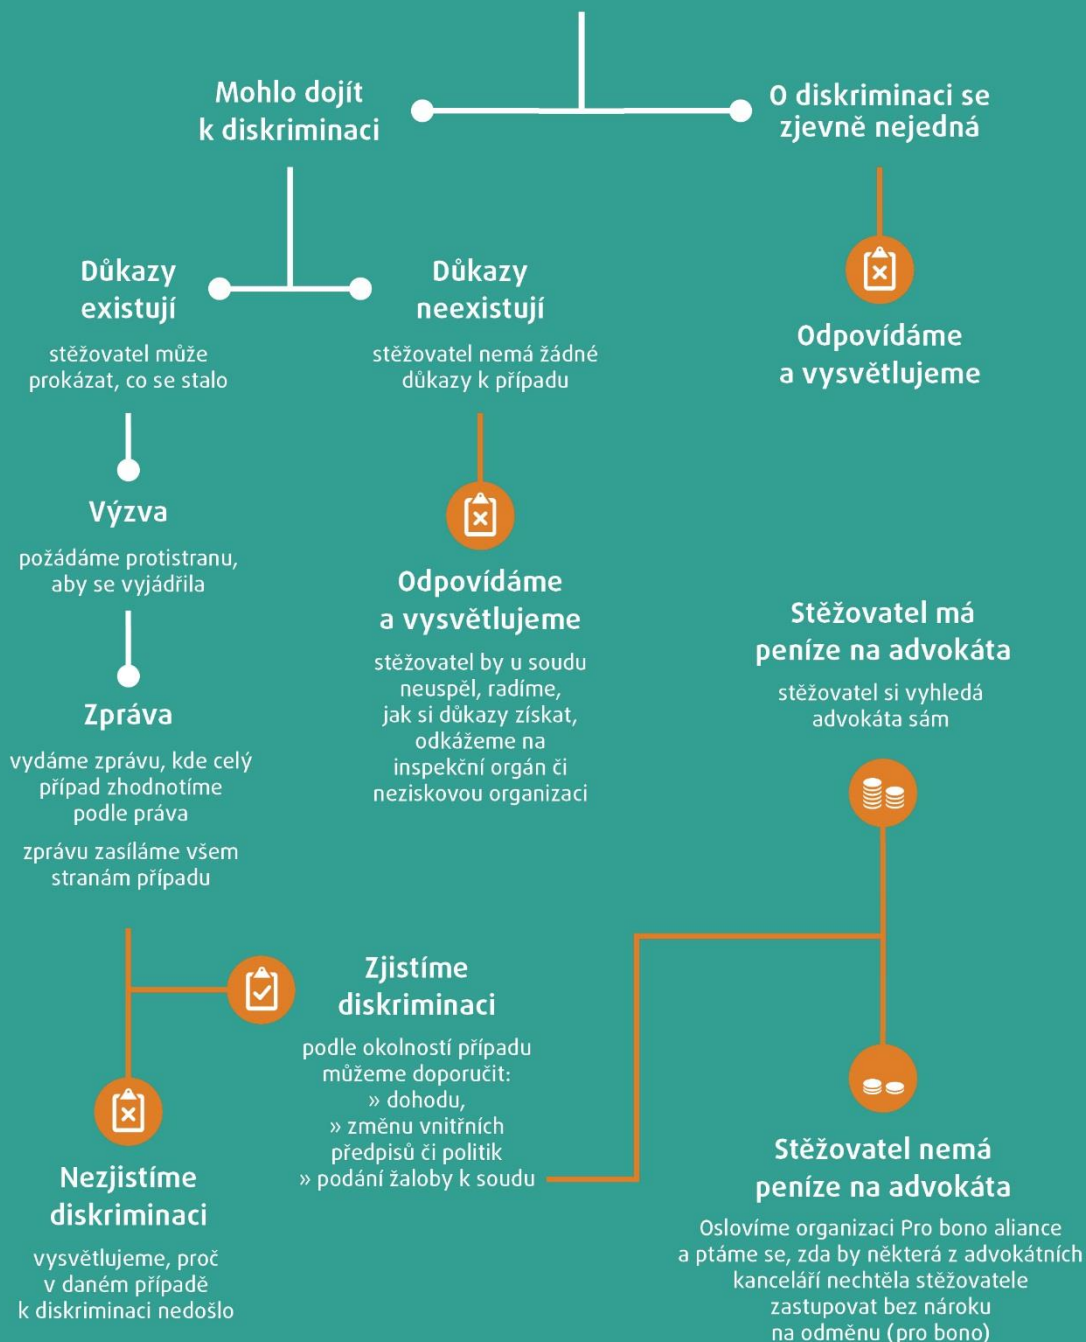 Mohlo dojít
k diskriminaci
O diskriminaci se
zjevně nejedná
Důkazy
existují
stěžovatel může
prokázat, co se stalo
Důkazy
neexistují
stěžovatel nemá žádné
důkazy k případu
Odpovídáme
a vysvětlujeme
Výzva
požádáme protistranu,
aby se vyjádřila
Odpovídáme
a vysvětlujeme
stěžovatel by u soudu
neuspěl, radíme,
jak si důkazy získat,
odkážeme na
inspekční orgán či
neziskovou organizaci
Zpráva
vydáme zprávu, kde celý
případ zhodnotíme
podle práva
zprávu zasíláme všem
stranám případu
Stěžovatel má
peníze na advokáta
stěžovatel si vyhledá
advokáta sám
Zjistíme
diskriminaci
podle okolností případu
můžeme doporučit:
» dohodu,
» změnu vnitřních
předpisů či politik
» podání žaloby k soudu
Nezjistíme
diskriminaci
vysvětlujeme, proč
v daném případě
k diskriminaci nedošlo
Stěžovatel nemá
peníze na advokáta
Oslovíme organizaci Pro bono aliance
a ptáme se, zda by některá z advokátních
kanceláří nechtěla stěžovatele
zastupovat bez nároku
na odměnu (pro bono)